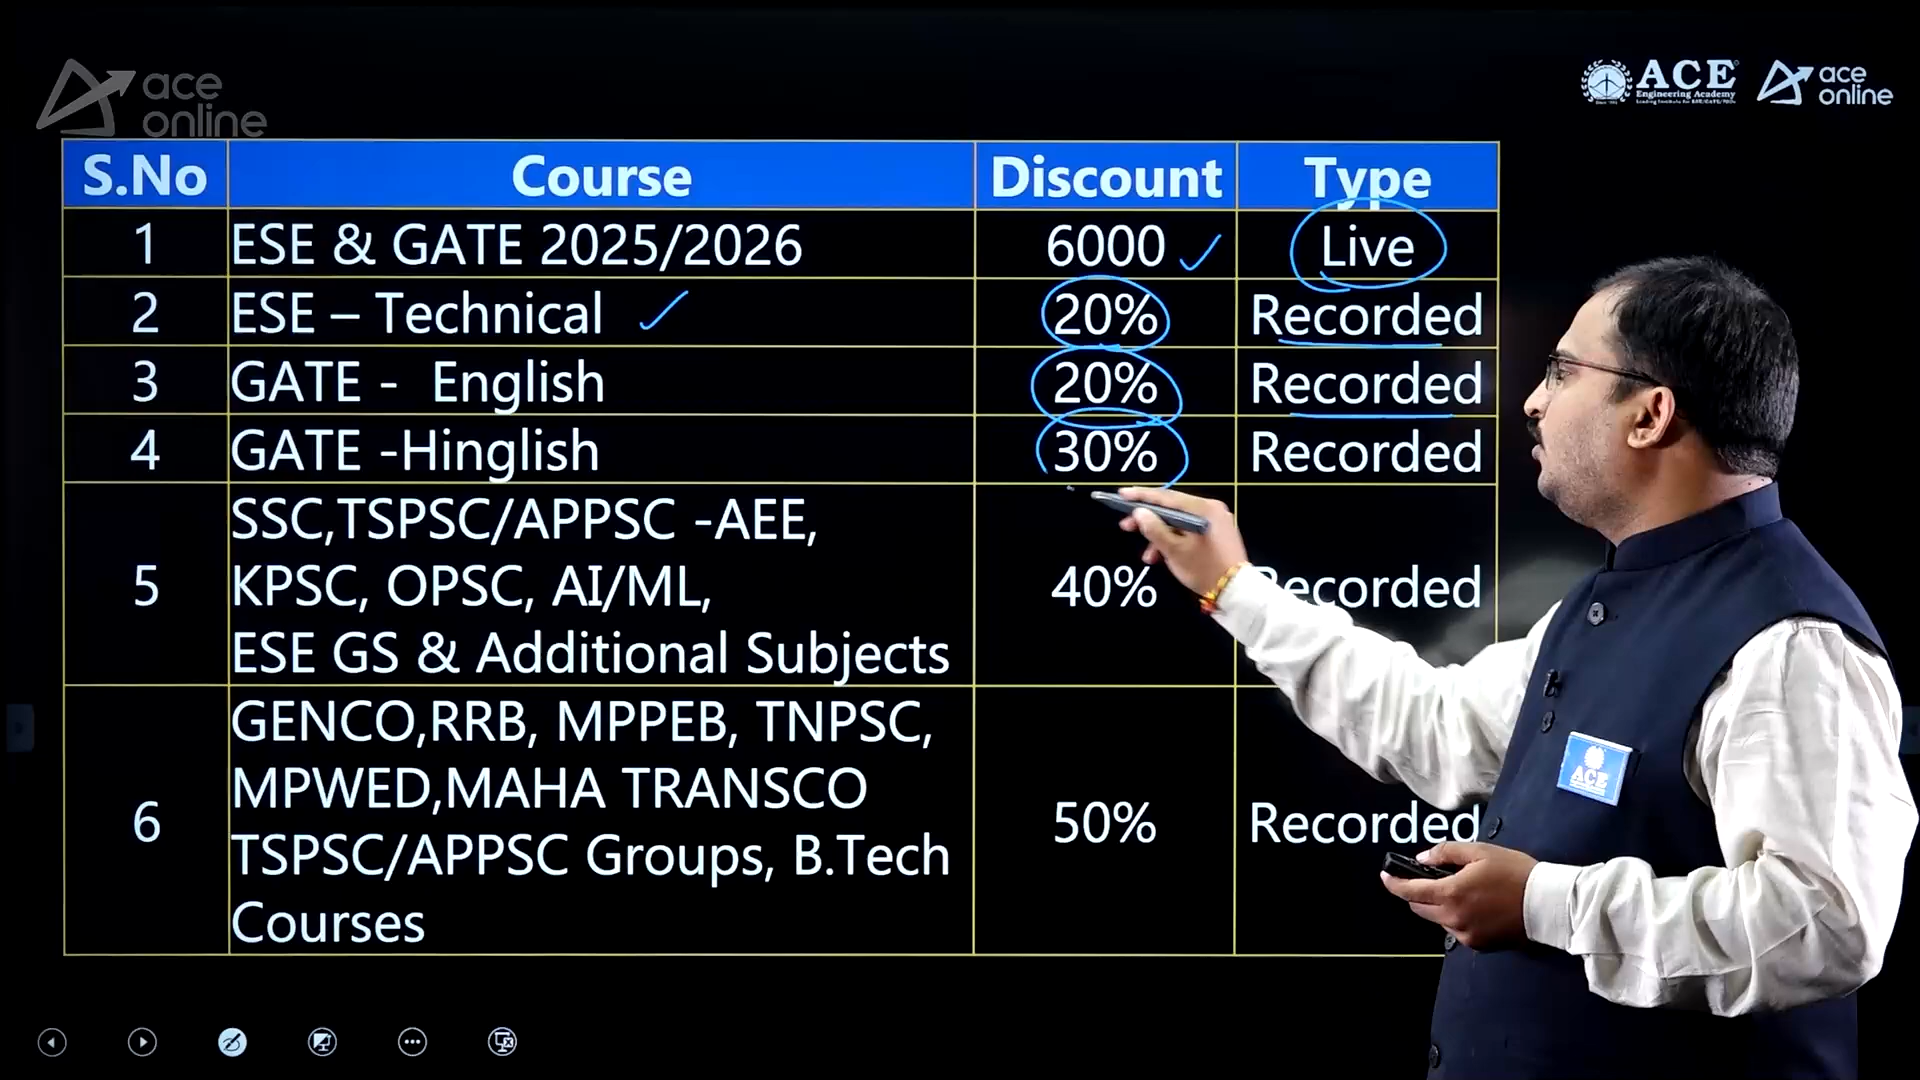 ace online
ACE
Engineering Academy
ace online
S.No Course Discount Type
1 ESE & GATE 2025/2026 6000 Live
2 ESE – Technical 20% Recorded
3 GATE - English 20% Recorded
4 GATE -Hinglish 30% Recorded
SSC,TSPSC/APPSC -AEE,
5 KPSC, OPSC, AI/ML, 40% Recorded
ESE GS & Additional Subjects
GENCO,RRB, MPPEB, TNPSC,
MPWED,MAHA TRANSCO
6 TSPSC/APPSC Groups, B.Tech 50% Recorded
Courses
ACE